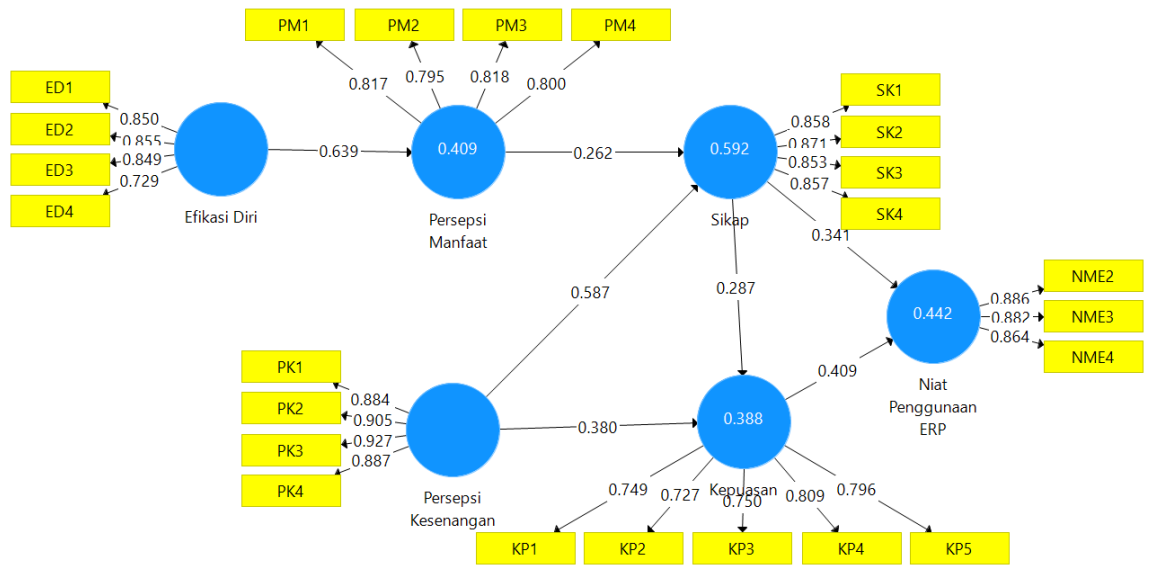 PM1
PM2
PM3
PM4
0.817
0.795
0.818
0.800
ED1
ED2
ED3
ED4
0.850
0.855
0.849
0.729
Efikasi Diri
0.639
0.409
Persepsi
Manfaat
0.262
0.592
Sikap
SK1
SK2
SK3
SK4
0.858
0.871
0.853
0.857
0.341
0.587
0.287
NME2
NME3
NME4
0.886
0.882
0.864
0.442
Niat
Penggunaan
ERP
0.409
PK1
PK2
PK3
PK4
0.884
0.905
0.927
0.887
Persepsi
Kesenangan
0.380
0.388
Kepuasan
0.749
0.727
0.750
0.809
0.796
KP1
KP2
KP3
KP4
KP5